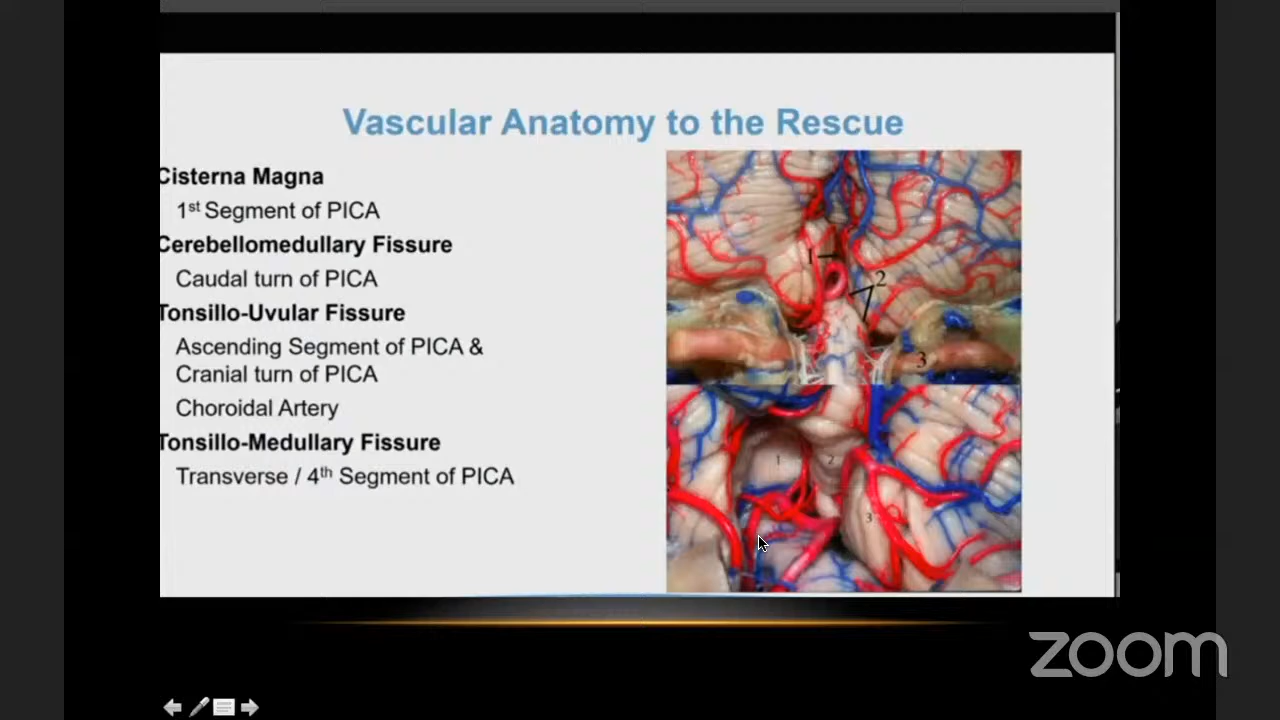 Vascular Anatomy to the Rescue
Cisterna Magna
1st Segment of PICA
Cerebellomedullary Fissure
Caudal turn of PICA
Tonsillo-Uvular Fissure
Ascending Segment of PICA &
Cranial turn of PICA
Choroidal Artery
Tonsillo-Medullary Fissure
Transverse / 4th Segment of PICA
1
2
3
1
2
3
zoom